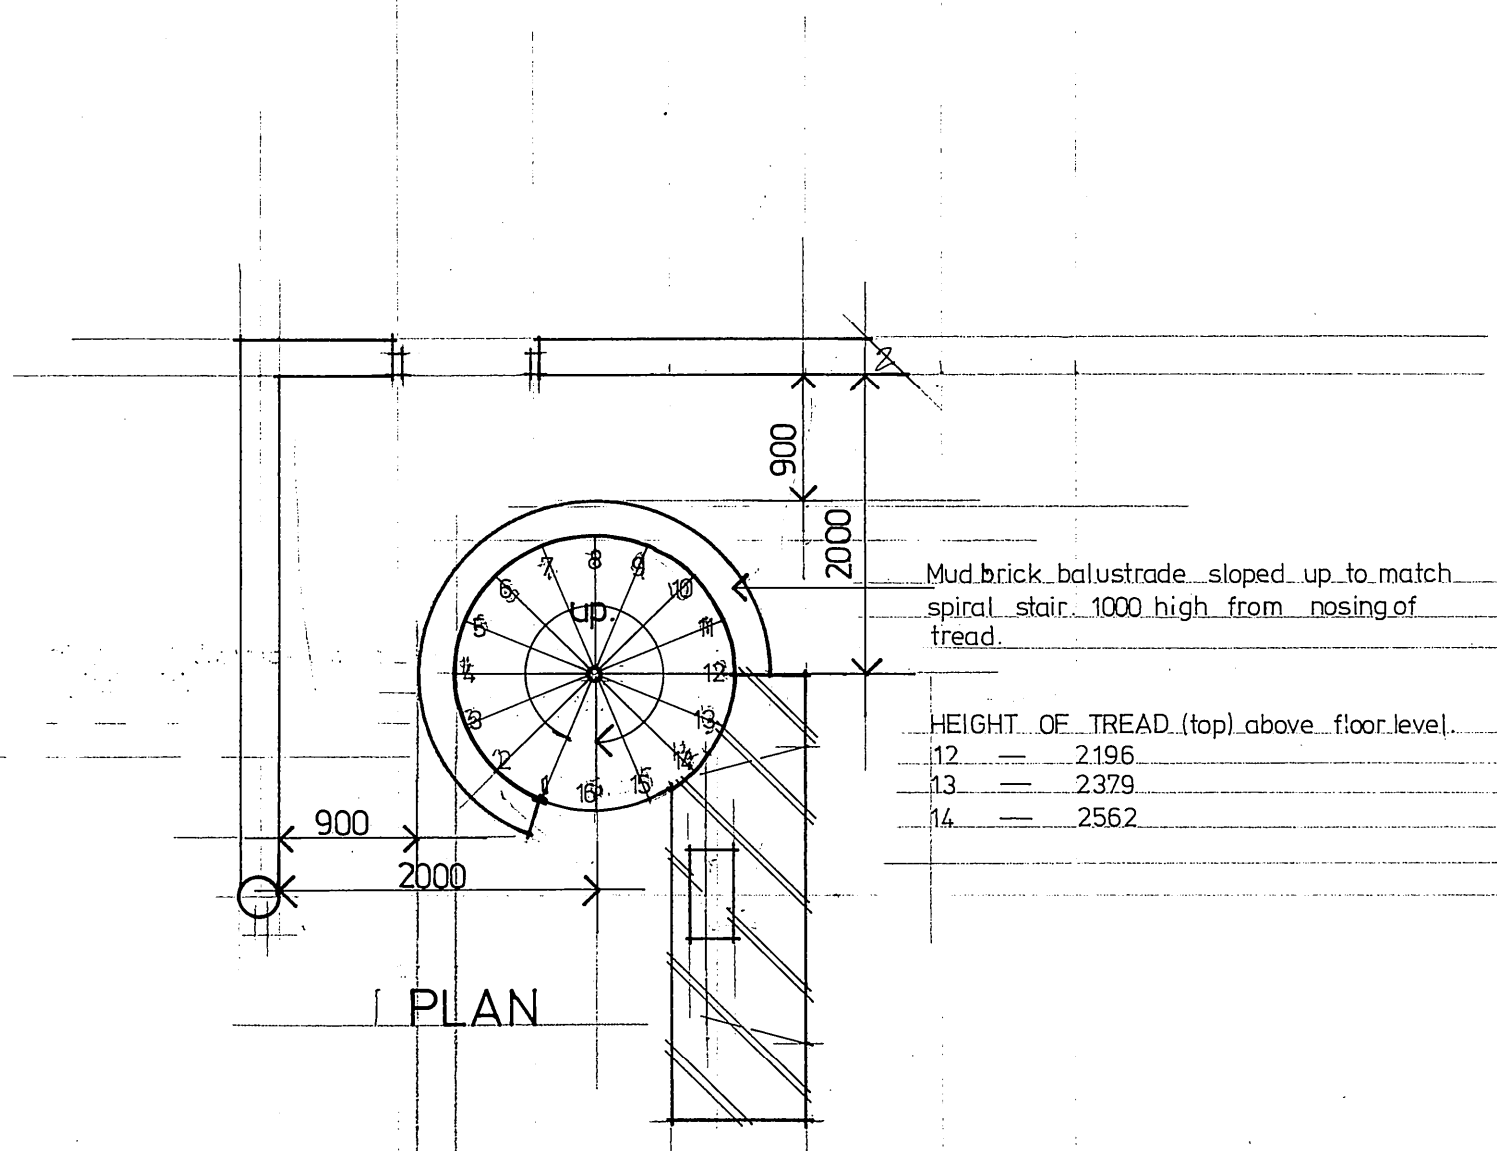 2
900
2000
8
7
9
6
10
up.
5
11
4
12
3
13
2
14
1
15
16
Mud brick balustrade sloped up to match
spiral stair. 1000 high from nosing of
tread.
HEIGHT OF TREAD (top) above floor level.
12 — 2196
13 — 2379
14 — 2562
900
2000
PLAN